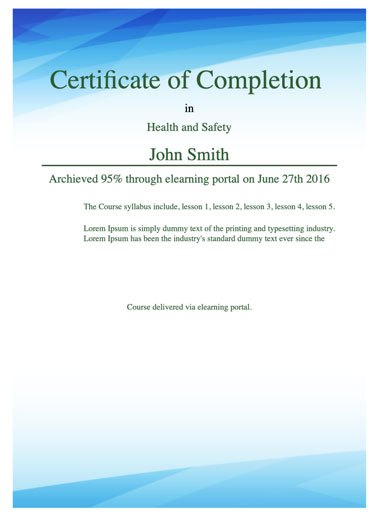 Certificate of Completion
in
Health and Safety
John Smith
Archieved 95% through elearning portal on June 27th 2016
The Course syllabus include, lesson 1, lesson 2, lesson 3, lesson 4, lesson 5.
Lorem Ipsum is simply dummy text of the printing and typesetting industry.
Lorem Ipsum has been the industry's standard dummy text ever since the
Course delivered via elearning portal.